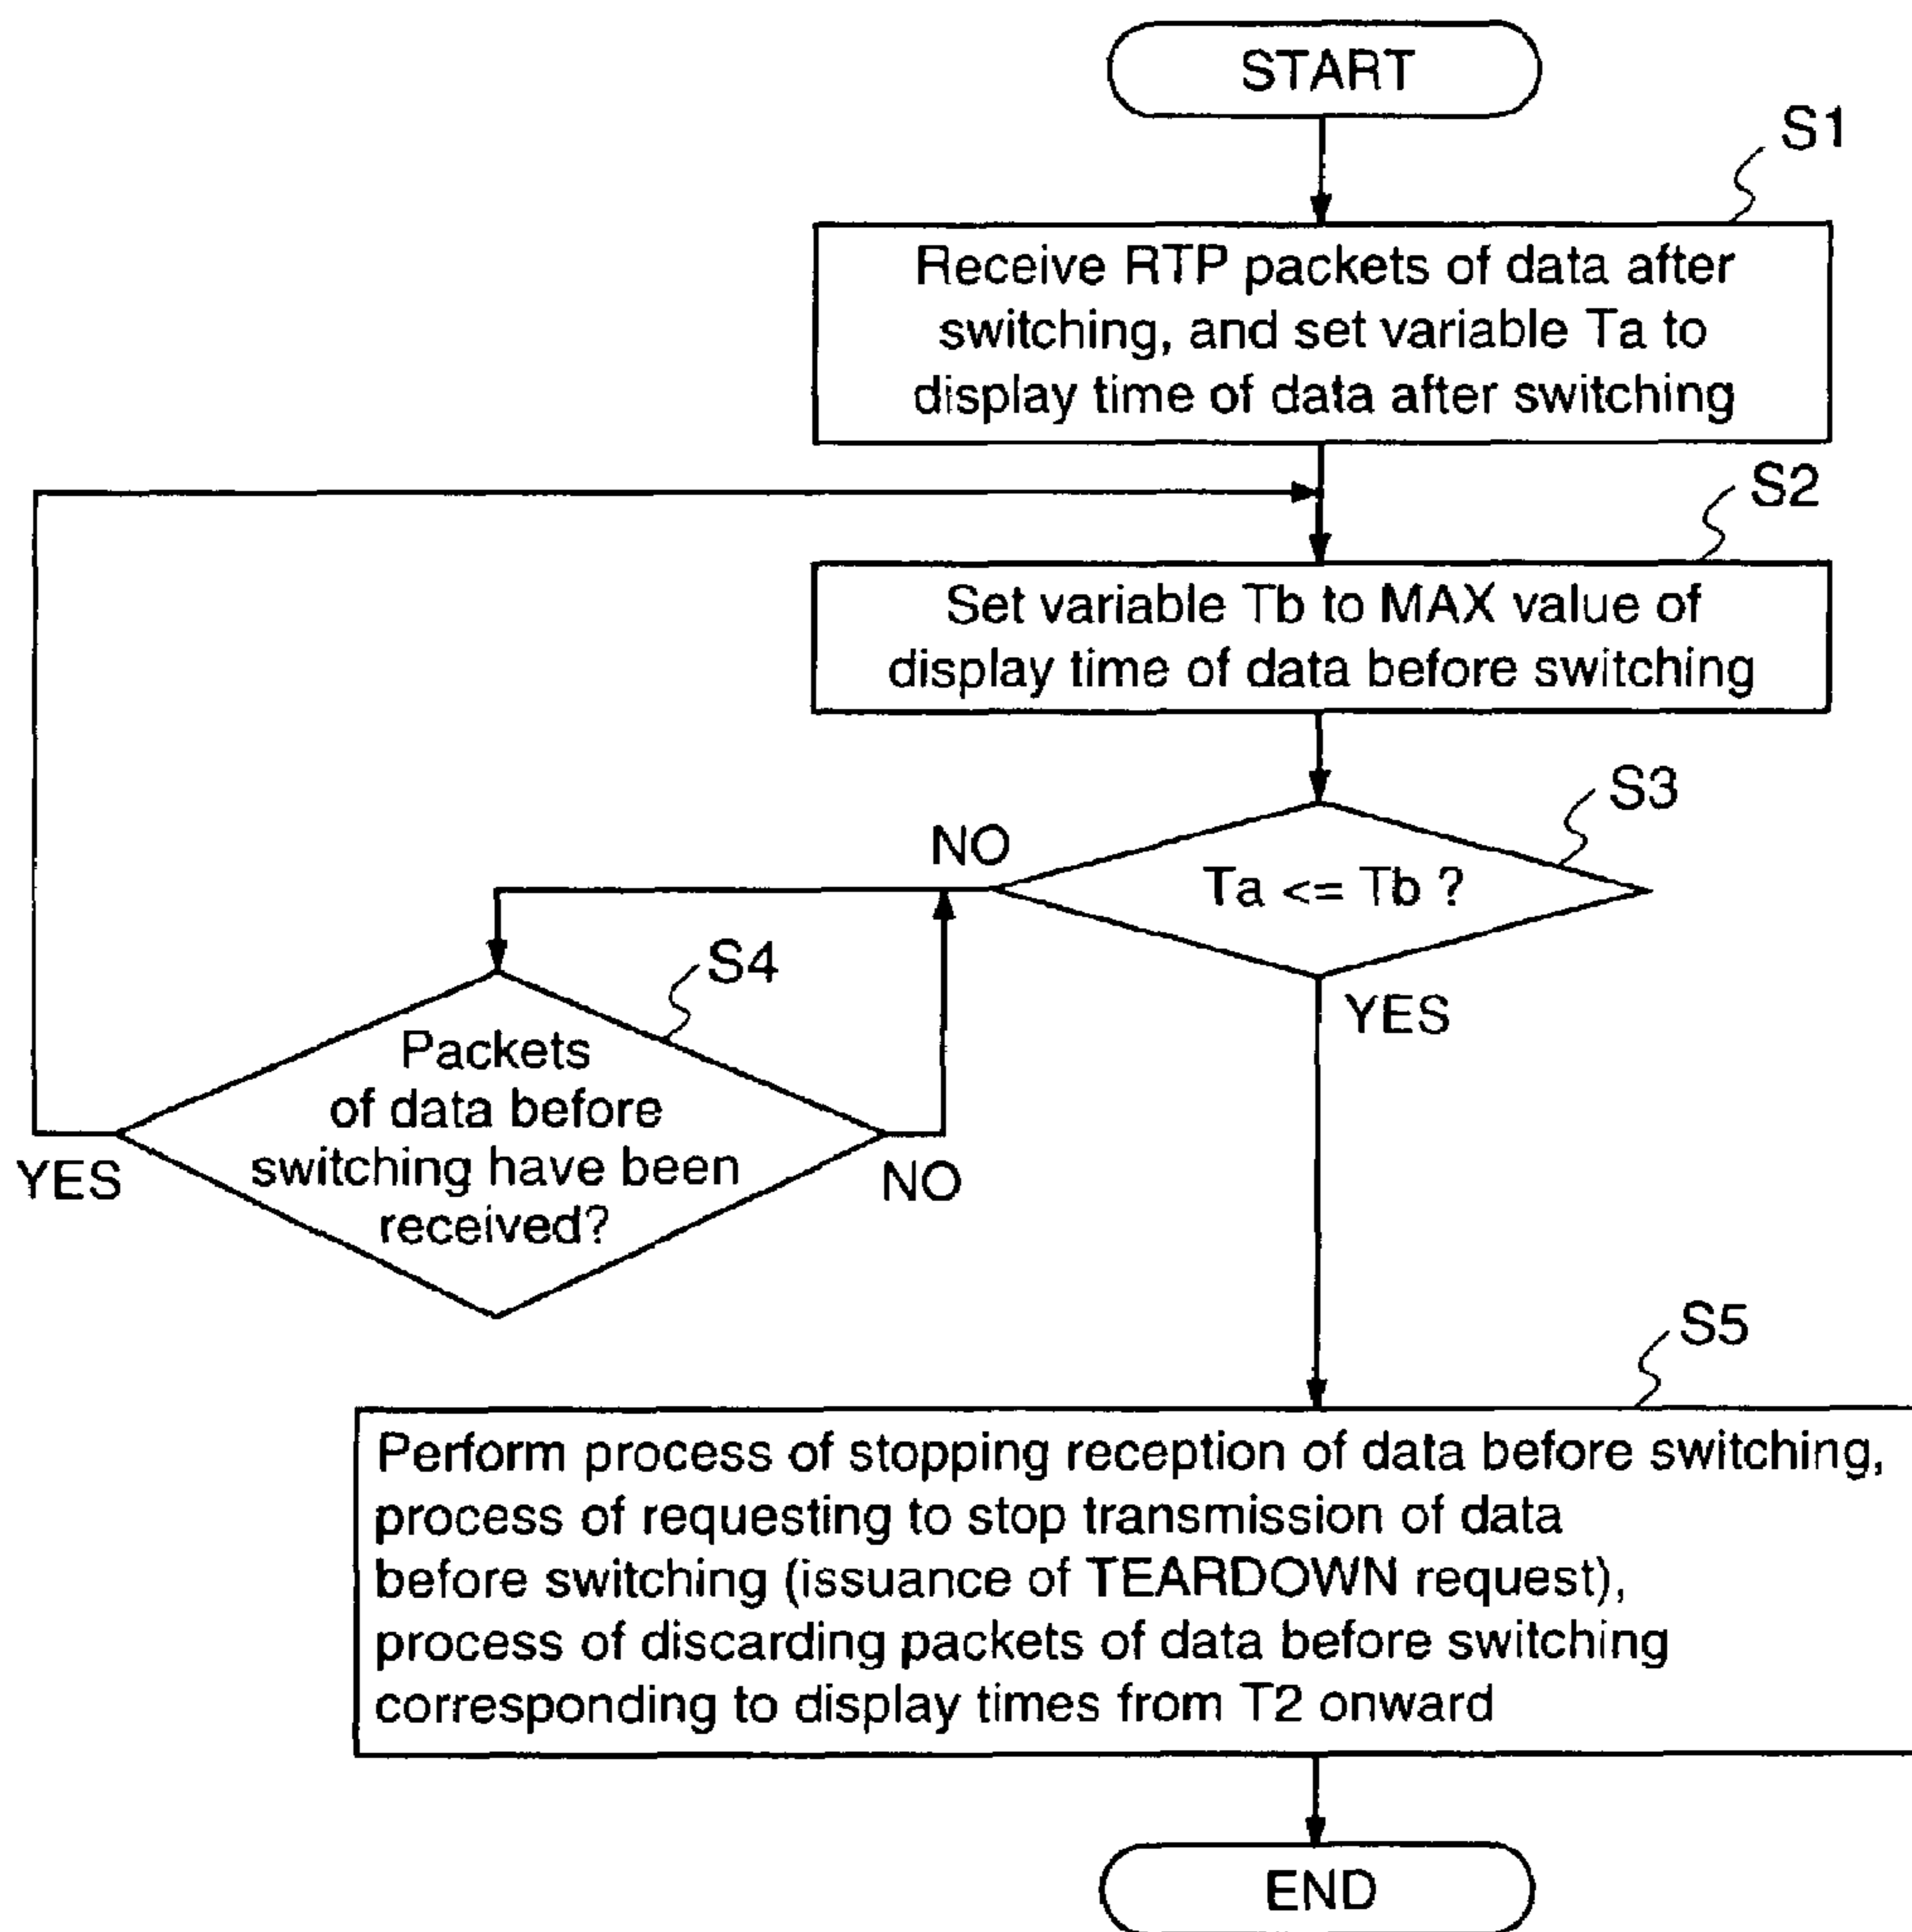 START
S1
Receive RTP packets of data after
switching, and set variable Ta to
display time of data after switching
S2
Set variable Tb to MAX value of
display time of data before switching
S3
NO
Ta <= Tb ?
YES
S4
Packets
of data before
switching have been
received?
YES
NO
S5
Perform process of stopping reception of data before switching,
process of requesting to stop transmission of data
before switching (issuance of TEARDOWN request),
process of discarding packets of data before switching
corresponding to display times from T2 onward
END